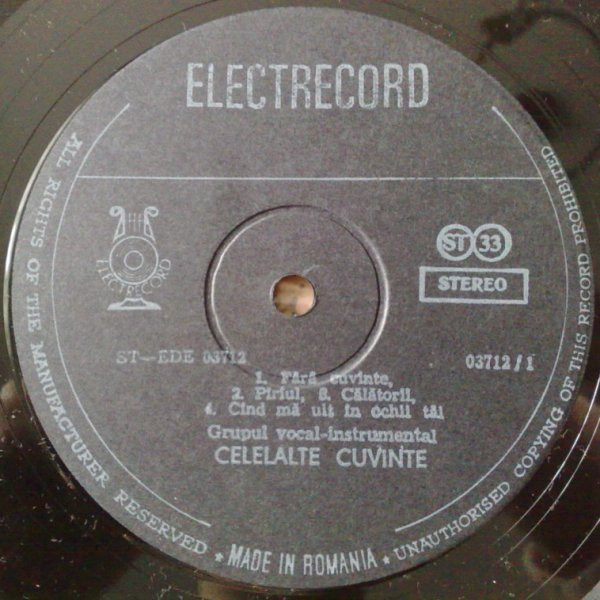 ELECTRECORD
ELECTRECORD
ST 33
STEREO
ST-EDE 03712
03712/1
1. Fără cuvinte,
2. Pîrîul, 3. Călătorii,
4. Cînd mă uit în ochii tăi
Grupul vocal-instrumental
CELELALTE CUVINTE
ALL RIGHTS OF THE MANUFACTURER RESERVED ★ MADE IN ROMANIA ★ UNAUTHORISED COPYING OF THIS RECORD PROHIBITED